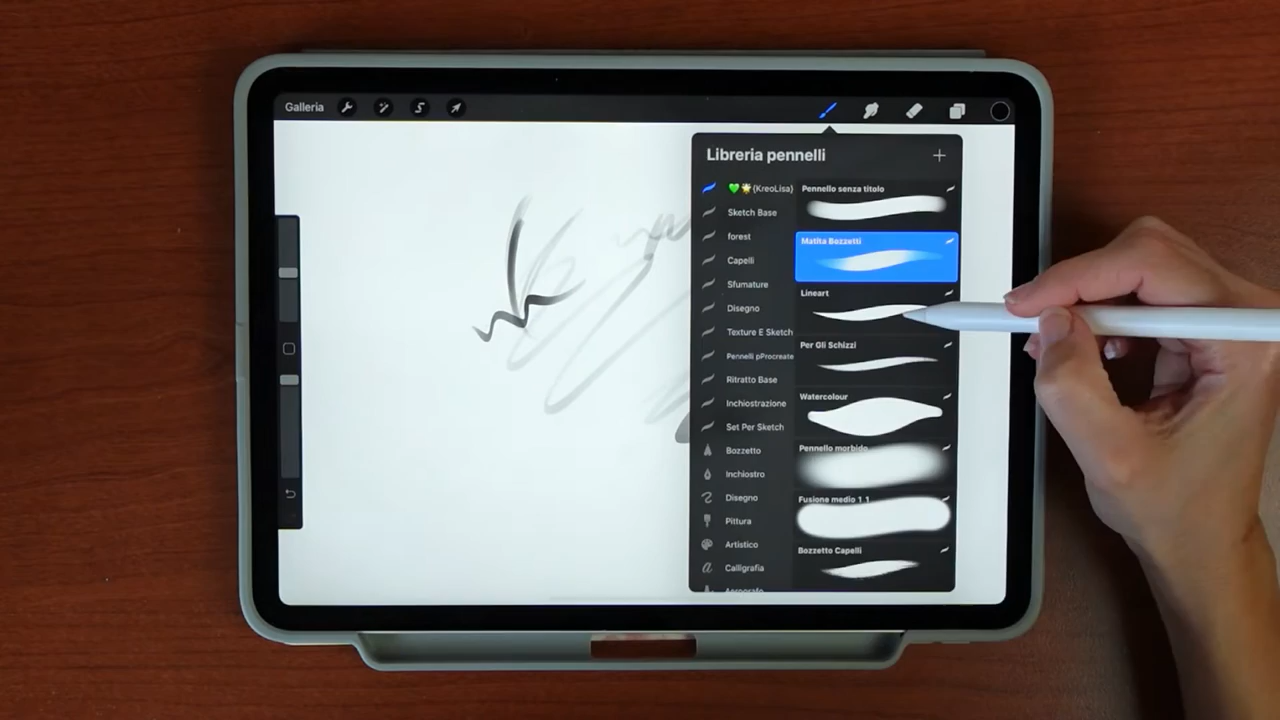 Galleria
Libreria pennelli
💚🌟{KreoLisa}
Sketch Base
forest
Capelli
Sfumature
Disegno
Texture E Sketch
Pennelli pProcreate
Ritratto Base
Inchiostrazione
Set Per Sketch
Bozzetto
Inchiostro
Disegno
Pittura
Artistico
Calligrafia
Aerografo
Pennello senza titolo
Matita Bozzetti
Lineart
Per Gli Schizzi
Watercolour
Pennello morbido
Fusione medio 1 1
Bozzetto Capelli